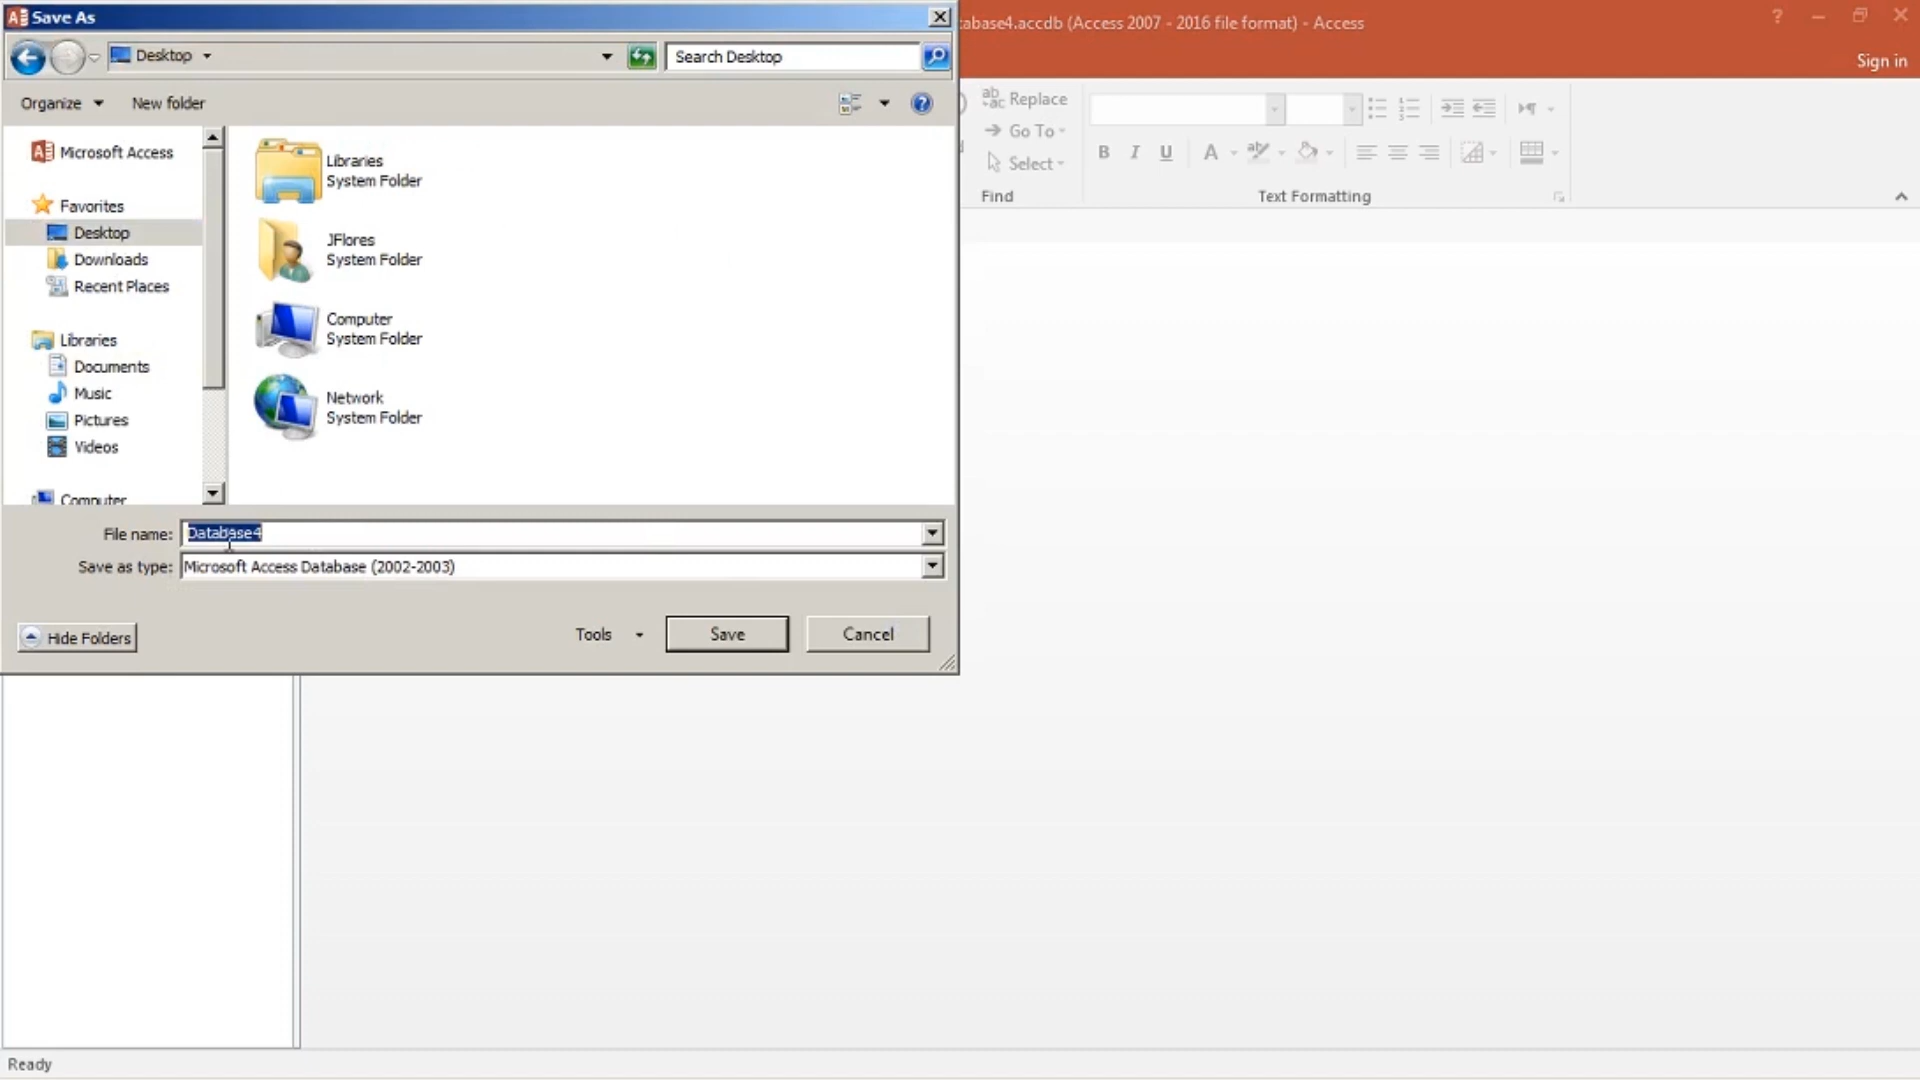 Save As
Desktop
Search Desktop
Organize
New folder
Microsoft Access
Favorites
Desktop
Downloads
Recent Places
Libraries
Documents
Music
Pictures
Videos
Computer
Libraries
System Folder
JFlores
System Folder
Computer
System Folder
Network
System Folder
File name: Database4
Save as type: Microsoft Access Database (2002-2003)
Hide Folders
Tools
Save
Cancel
tabase4.accdb (Access 2007 - 2016 file format) - Access
Sign in
Replace
Go To
Select
Find
B I U A
Text Formatting
Ready